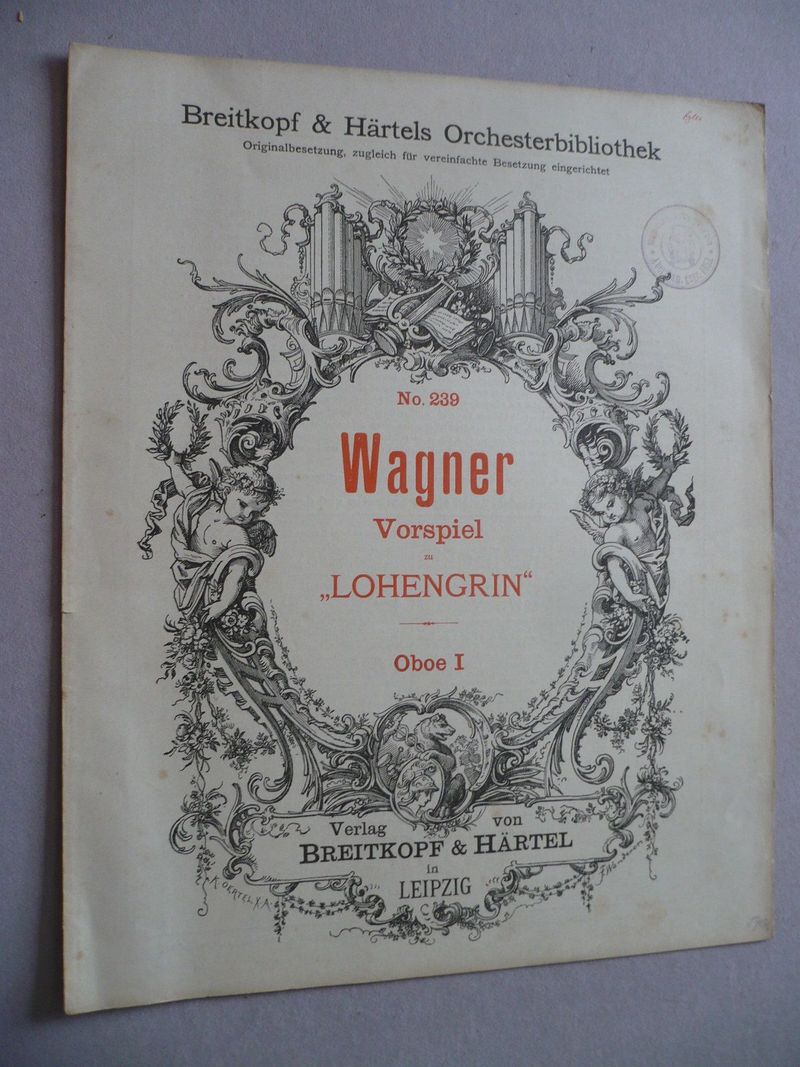 Breitkopf & Härtels Orchesterbibliothek
Originalbesetzung, zugleich für vereinfachte Besetzung eingerichtet
No. 239
Wagner
Vorspiel
zu
„LOHENGRIN“
Oboe I
Verlag von
BREITKOPF & HÄRTEL
in
LEIPZIG
K. OERTEL X.A.